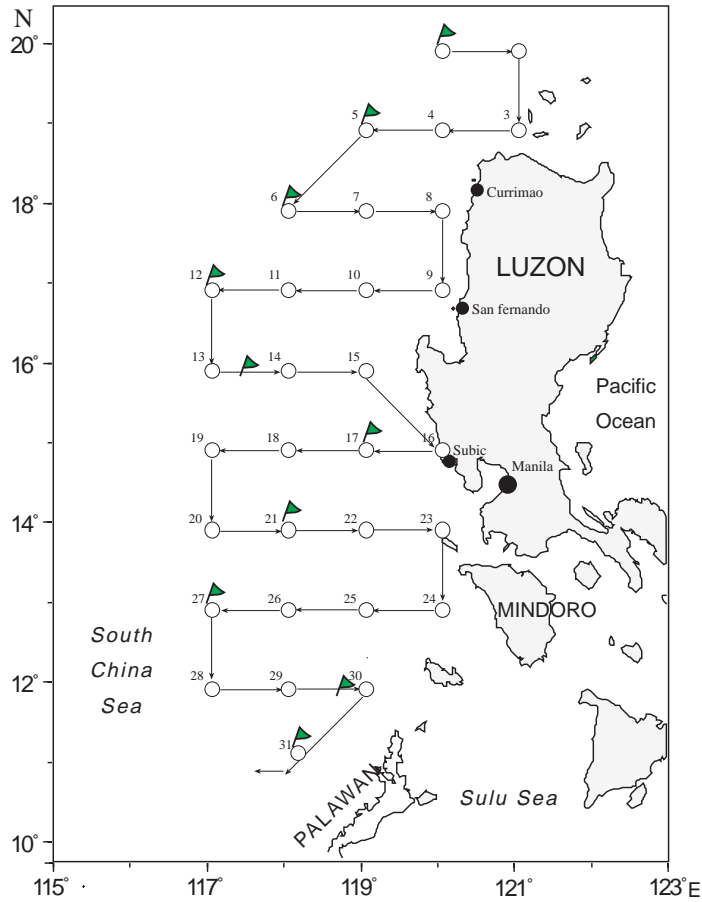 N
20°
18°
16°
14°
12°
10°
5
4
3
6
7
8
Currimao
LUZON
12
11
10
9
San fernando
13
14
15
Pacific
Ocean
19
18
17
16
Subic
Manila
20
21
22
23
27
26
25
24
MINDORO
South
China
Sea
28
29
30
31
PALAWAN
Sulu Sea
115°
117°
119°
121°
123°E